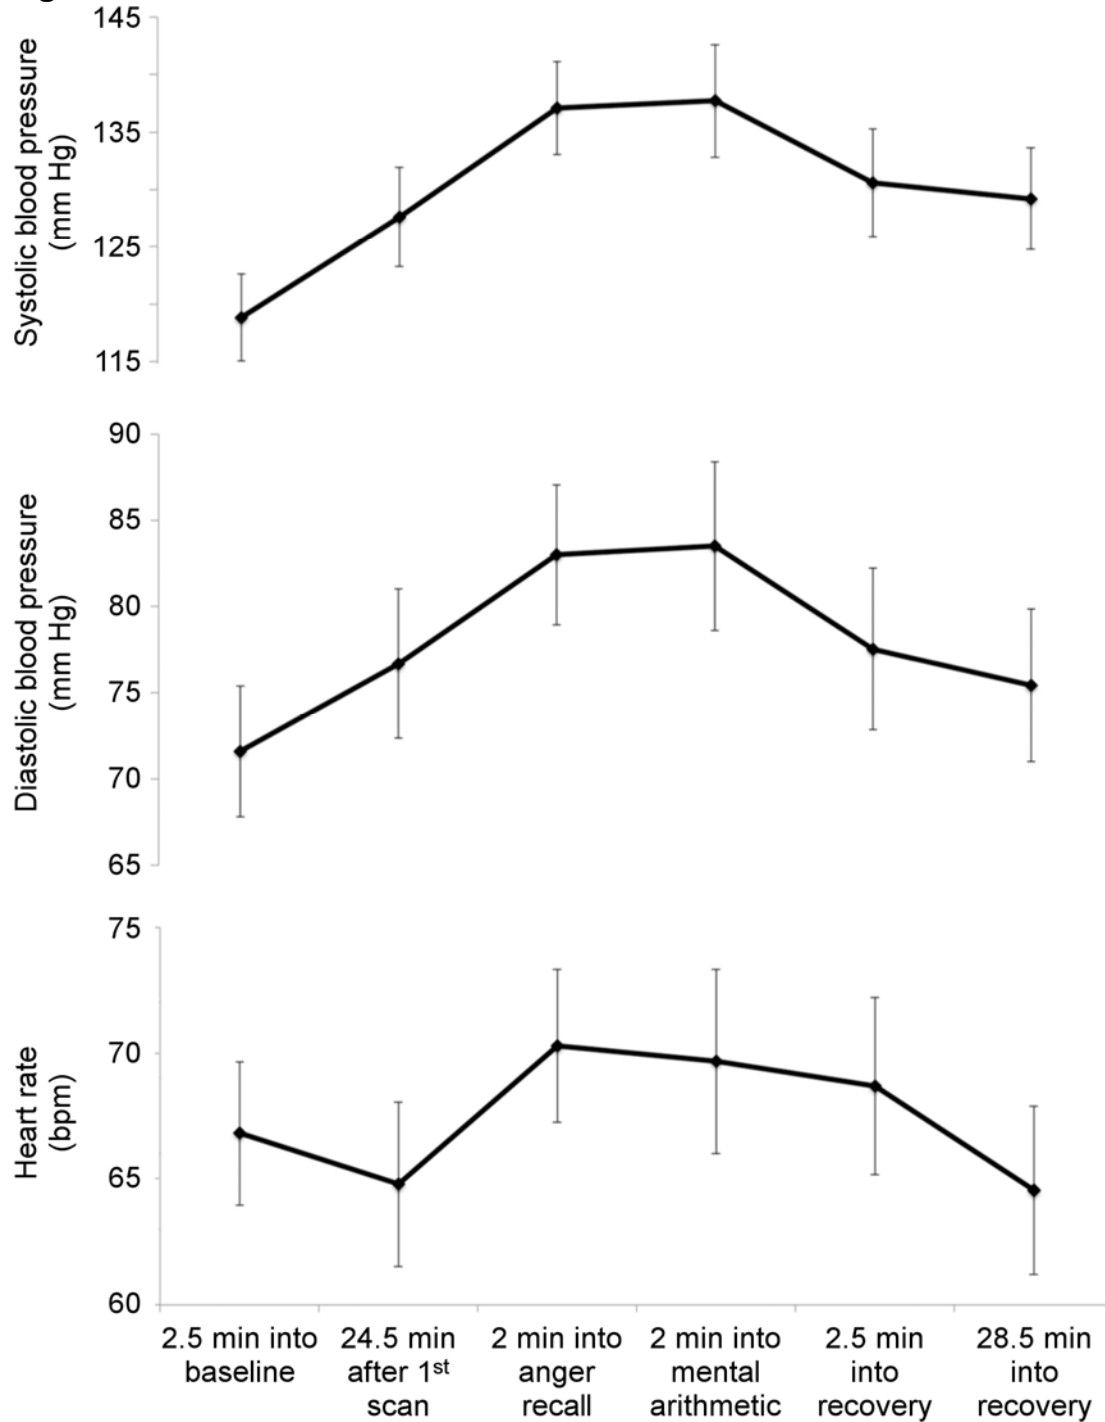 145
135
125
115
Systolic blood pressure
(mm Hg)
90
85
80
75
70
65
Diastolic blood pressure
(mm Hg)
75
70
65
60
Heart rate
(bpm)
2.5 min into
baseline
24.5 min
after 1st
scan
2 min into
anger
recall
2 min into
mental
arithmetic
2.5 min
into
recovery
28.5 min
into
recovery